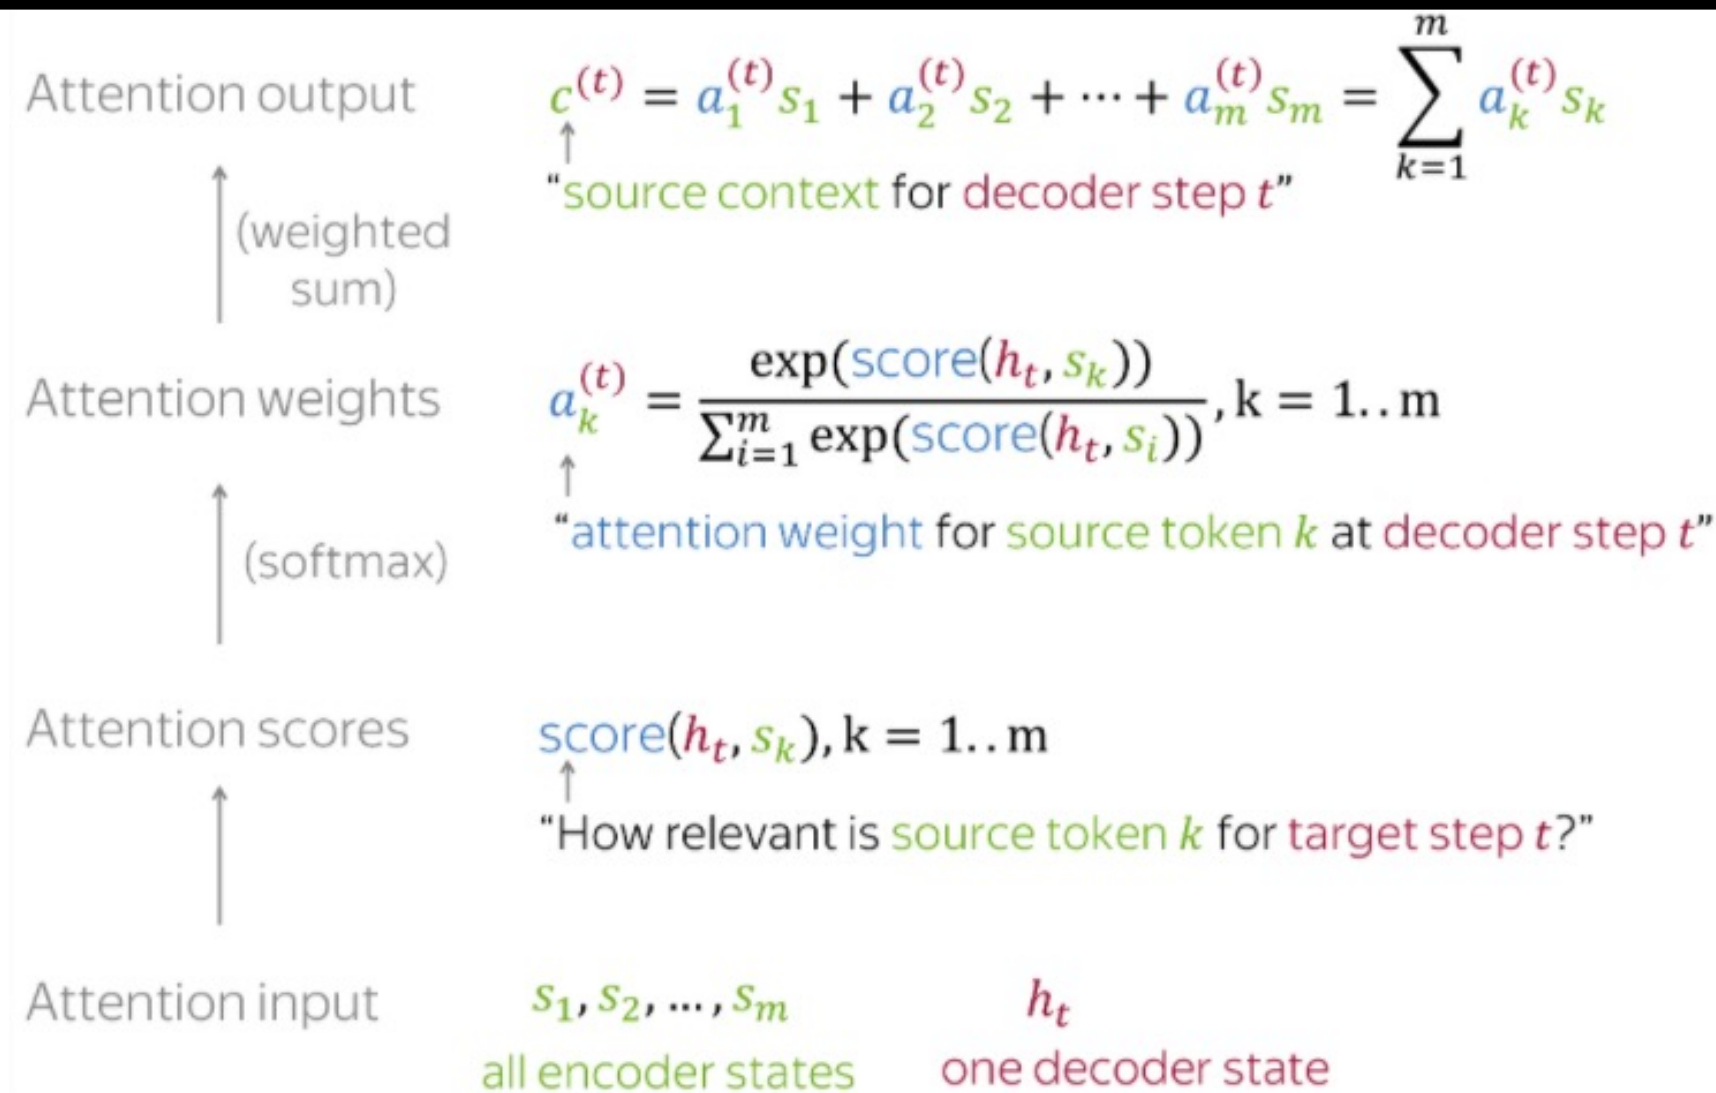 Attention output c^(t) = a_1^(t) s_1 + a_2^(t) s_2 + ⋯ + a_m^(t) s_m = ∑_{k=1}^{m} a_k^(t) s_k
“source context for decoder step t”
(weighted
sum)
Attention weights a_k^(t) = exp(score(h_t, s_k)) / ∑_{i=1}^{m} exp(score(h_t, s_i)), k = 1..m
“attention weight for source token k at decoder step t”
(softmax)
Attention scores score(h_t, s_k), k = 1..m
“How relevant is source token k for target step t?”
Attention input s_1, s_2, ..., s_m h_t
all encoder states one decoder state